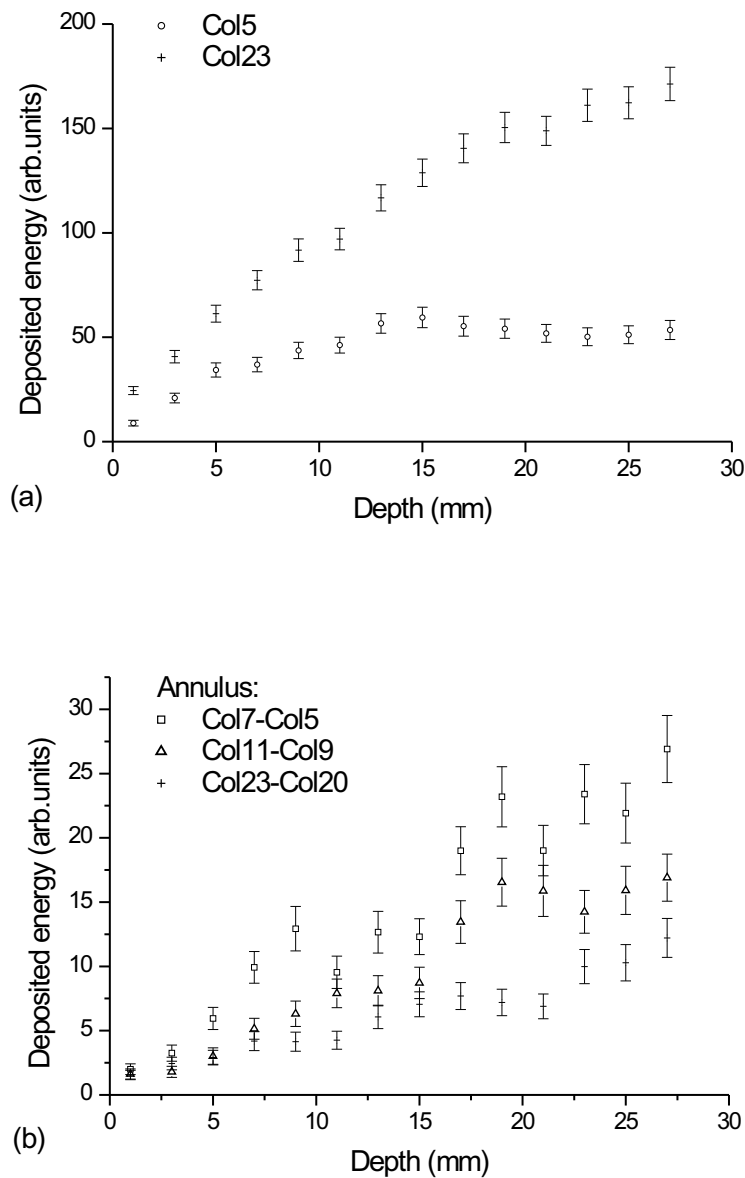 200
150
100
50
0
Deposited energy (arb.units)
Col5
Col23
0 5 10 15 20 25 30
Depth (mm)
(a)
30
25
20
15
10
5
0
Deposited energy (arb.units)
Annulus:
Col7-Col5
Col11-Col9
Col23-Col20
0 5 10 15 20 25 30
Depth (mm)
(b)